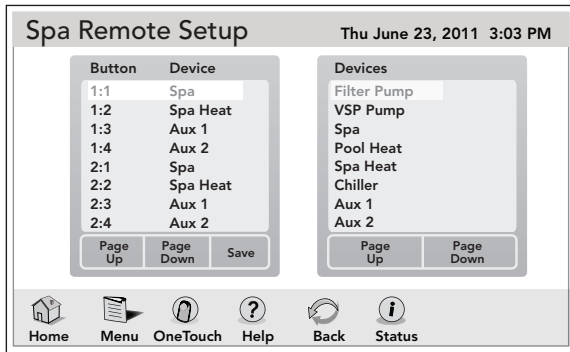 Spa Remote Setup
Thu June 23, 2011 3:03 PM
Button Device
1:1 Spa
1:2 Spa Heat
1:3 Aux 1
1:4 Aux 2
2:1 Spa
2:2 Spa Heat
2:3 Aux 1
2:4 Aux 2
Page Up
Page Down
Save
Devices
Filter Pump
VSP Pump
Spa
Pool Heat
Spa Heat
Chiller
Aux 1
Aux 2
Page Up
Page Down
Home Menu OneTouch Help Back Status